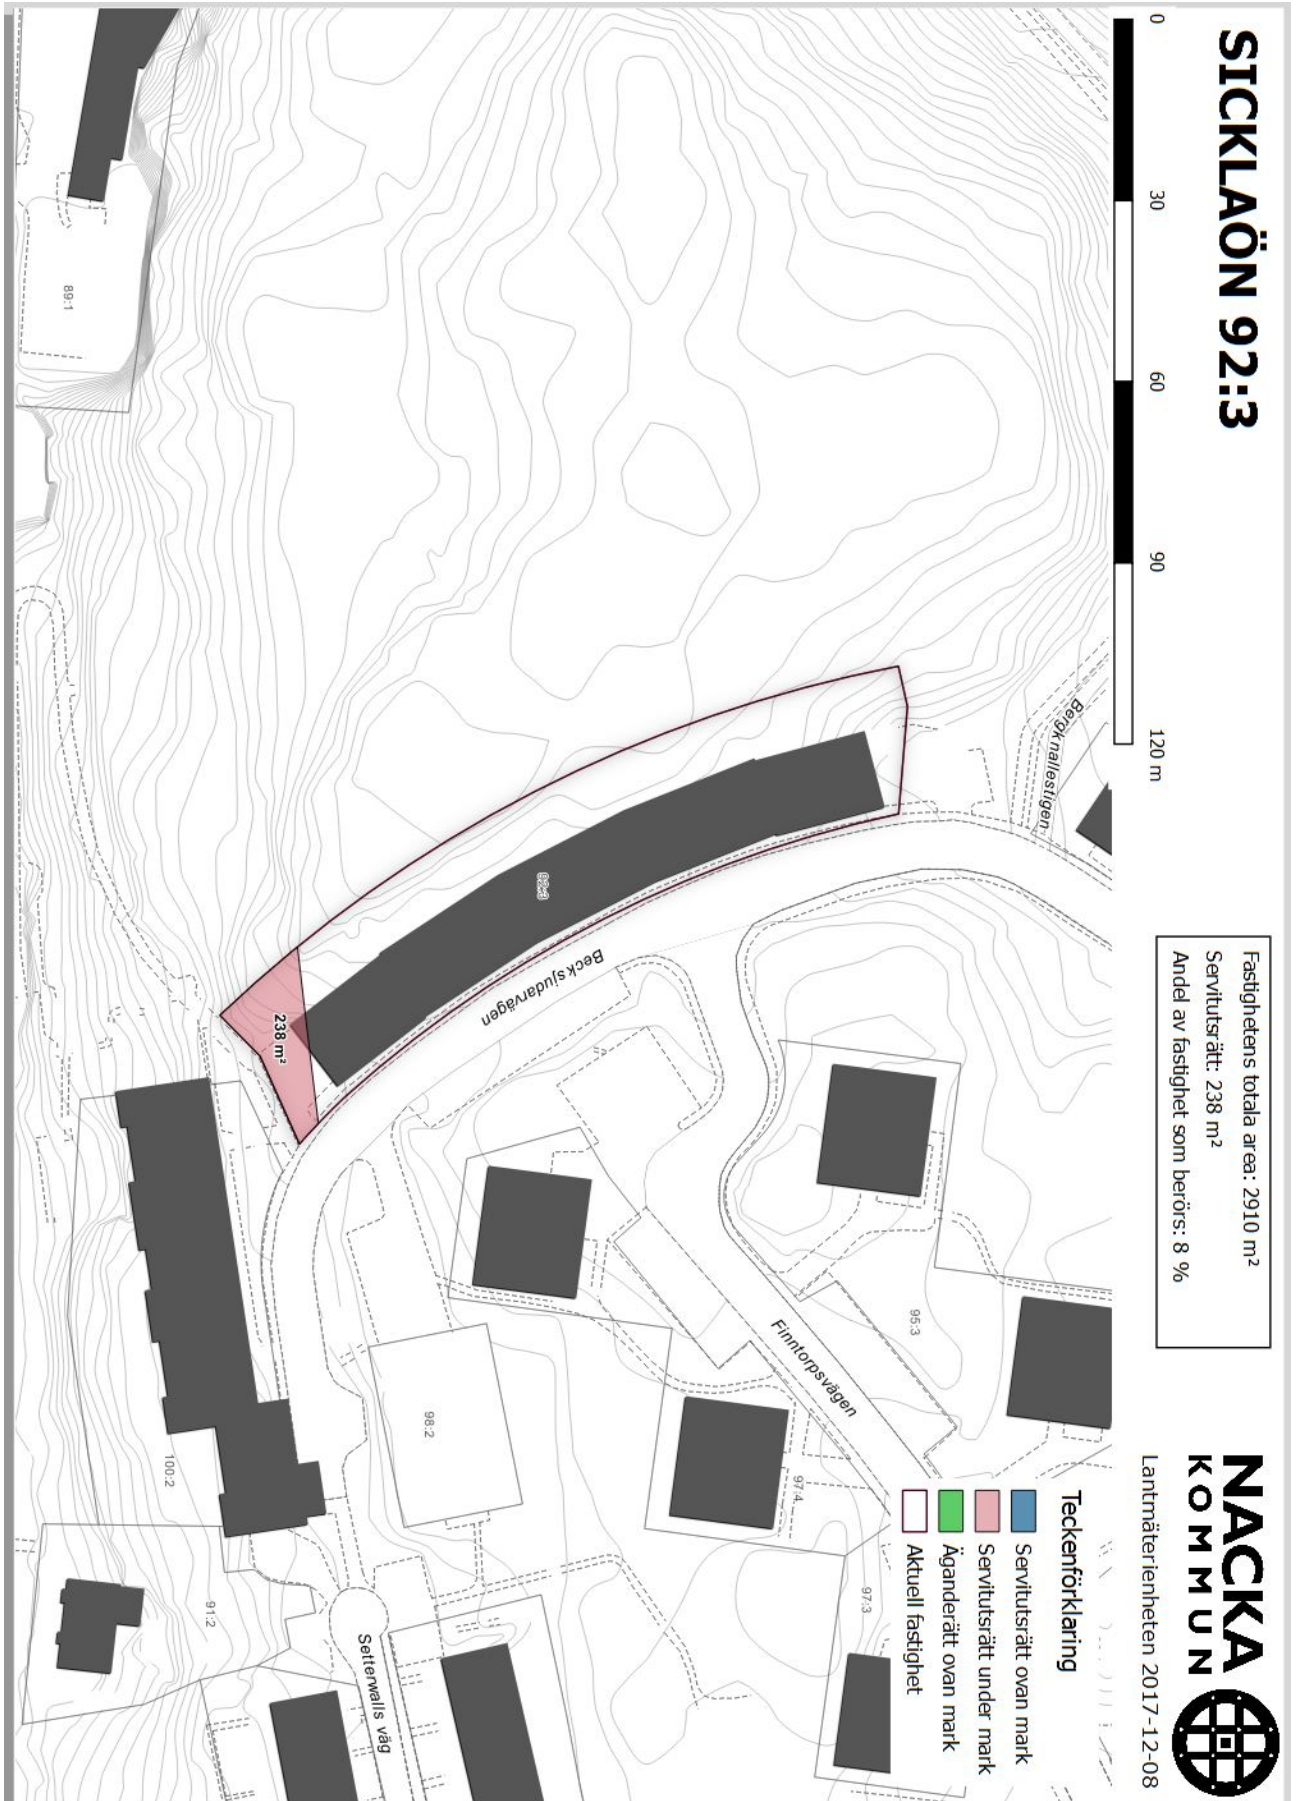 SICKLAÖN 92:3
0 30 60 90 120 m
Fastighetens totala area: 2910 m²
Servitutsrätt: 238 m²
Andel av fastighet som berörs: 8 %
NACKA
KOMMUN
Lantmäterienheten 2017-12-08
Teckenförklaring
Servitutsrätt ovan mark
Servitutsrätt under mark
Äganderätt ovan mark
Aktuell fastighet
Bergknallestigen
Becksjudarvägen
Finntorpsvägen
Setterwalls väg
89:1
92:3
238 m²
95:3
97:4
97:3
98:2
100:2
91:2